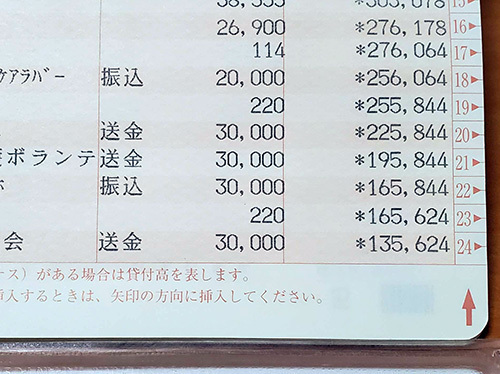 26,900 *276,178 16
114 *276,064 17
ケアラバー 振込 20,000 *256,064 18
220 *255,844 19
送金 30,000 *225,844 20
ボランテ 送金 30,000 *195,844 21
振込 30,000 *165,844 22
220 *165,624 23
会 送金 30,000 *135,624 24
ナス）がある場合は貸付高を表します。
挿入するときは、矢印の方向に挿入してください。